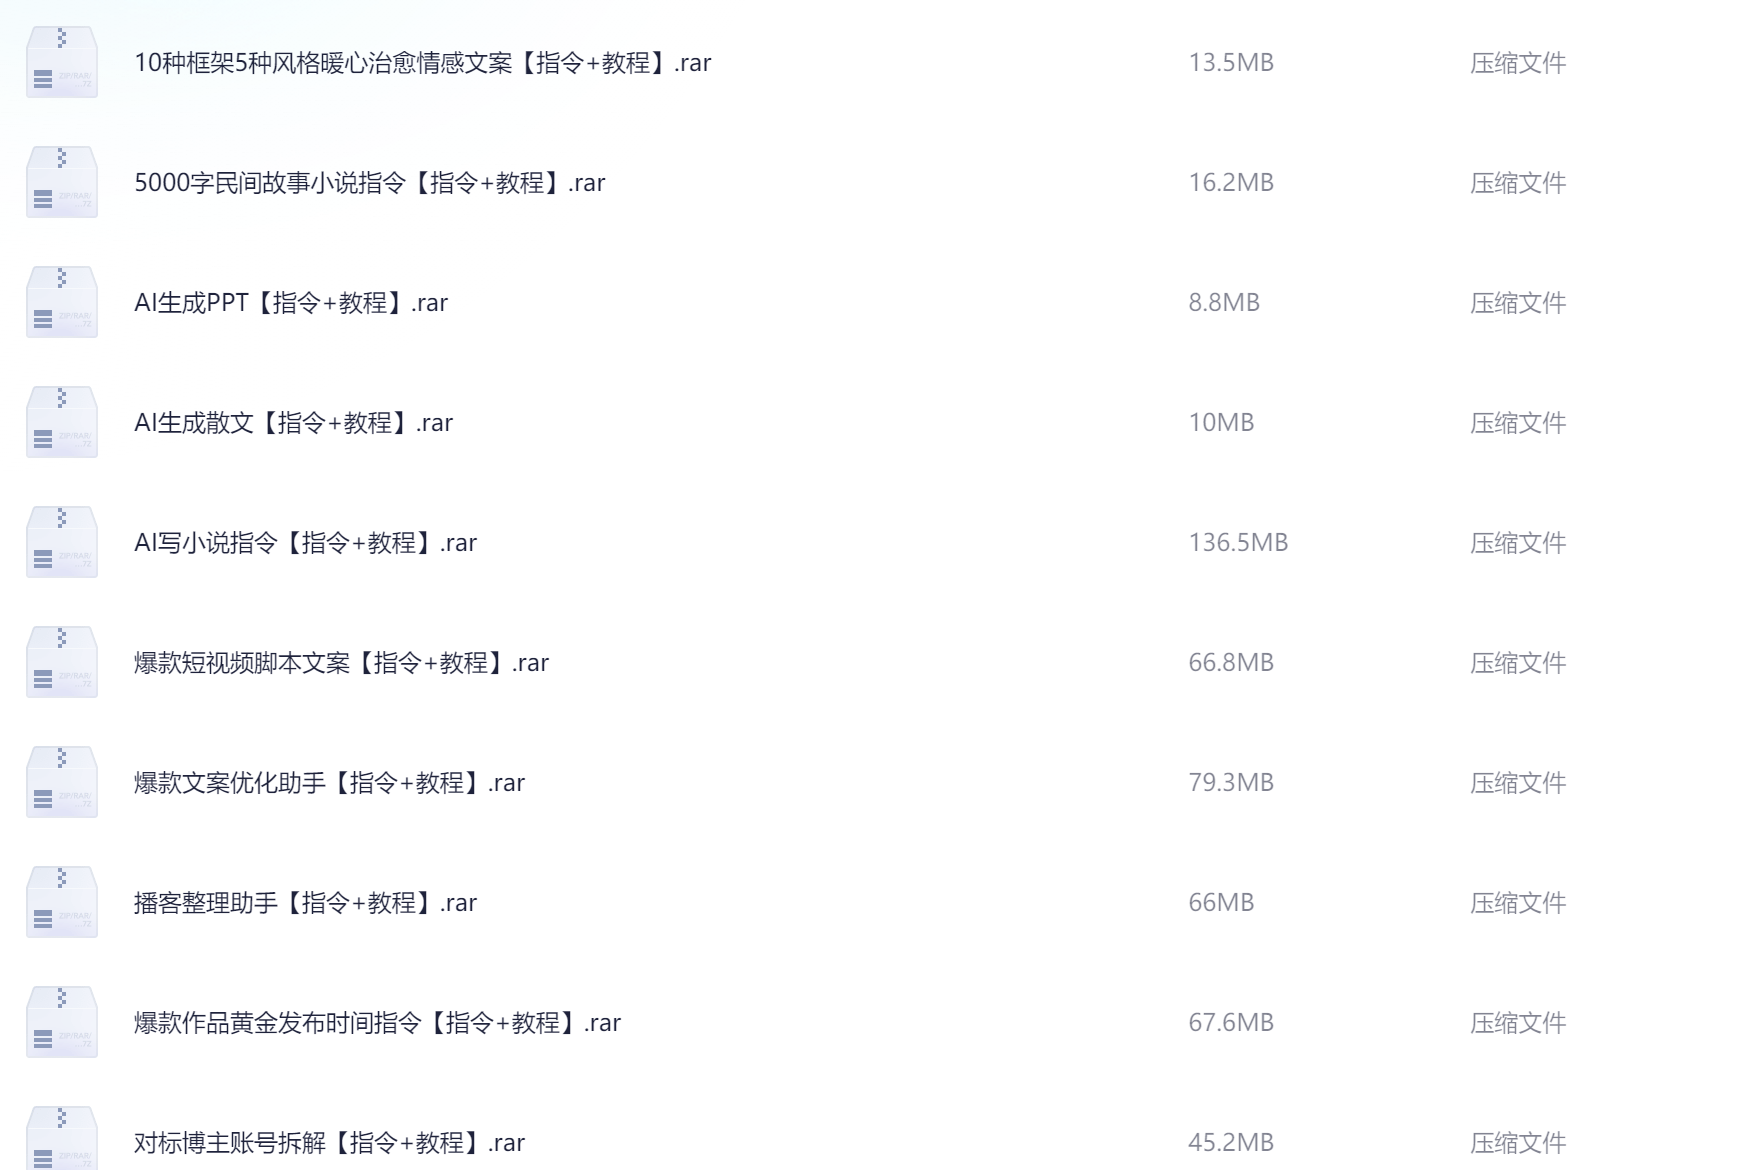 10种框架5种风格暖心治愈情感文案【指令+教程】.rar 13.5MB 压缩文件
5000字民间故事小说指令【指令+教程】.rar 16.2MB 压缩文件
AI生成PPT【指令+教程】.rar 8.8MB 压缩文件
AI生成散文【指令+教程】.rar 10MB 压缩文件
AI写小说指令【指令+教程】.rar 136.5MB 压缩文件
爆款短视频脚本文案【指令+教程】.rar 66.8MB 压缩文件
爆款文案优化助手【指令+教程】.rar 79.3MB 压缩文件
播客整理助手【指令+教程】.rar 66MB 压缩文件
爆款作品黄金发布时间指令【指令+教程】.rar 67.6MB 压缩文件
对标博主账号拆解【指令+教程】.rar 45.2MB 压缩文件